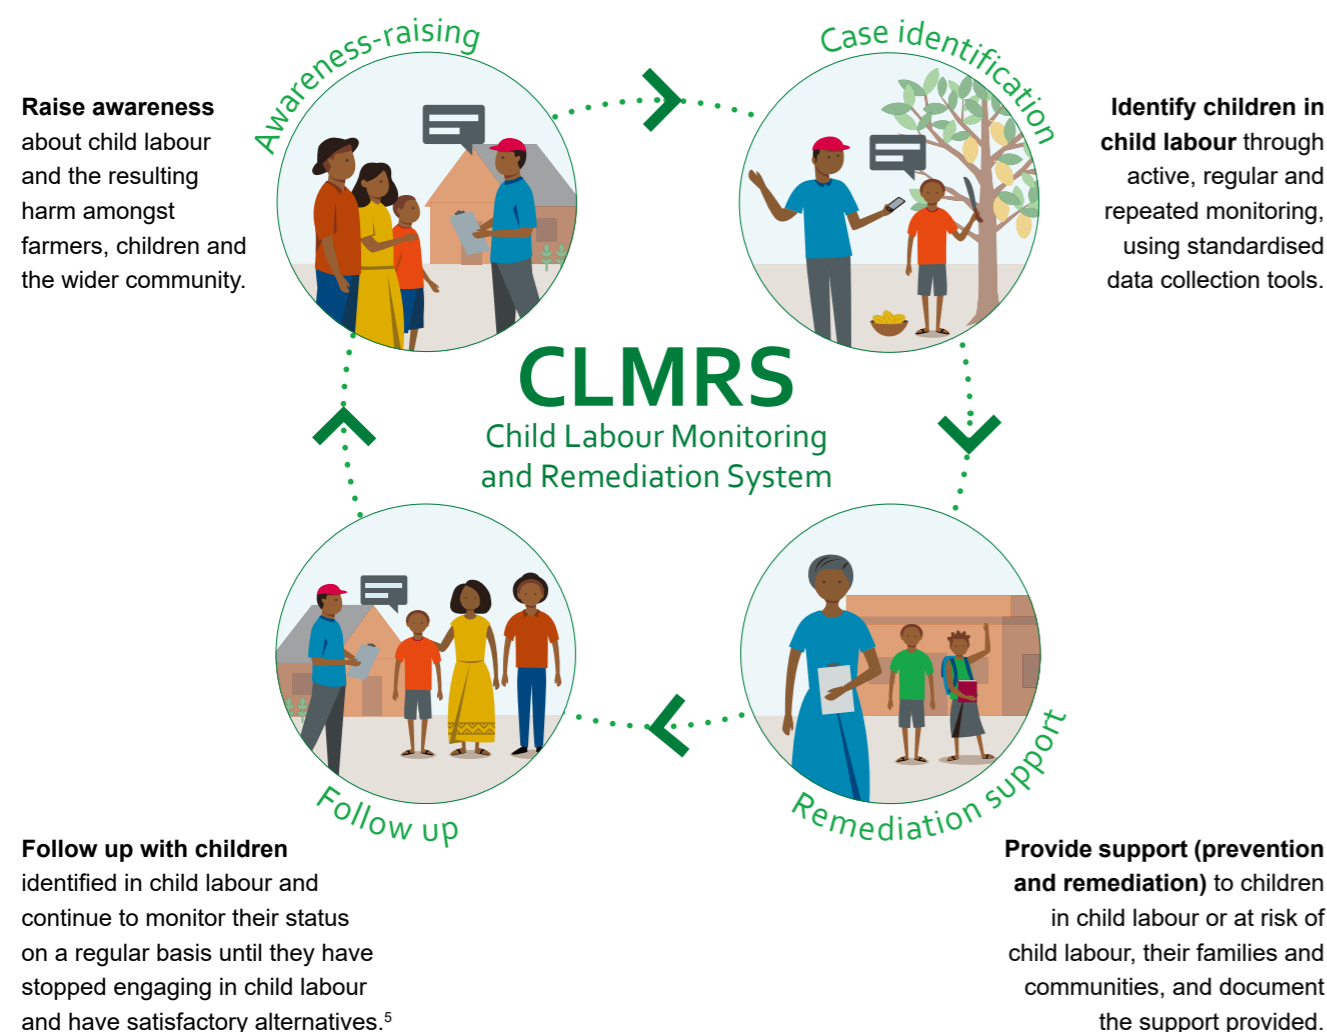 Awareness-raising
Raise awareness
about child labour
and the resulting
harm amongst
farmers, children and
the wider community.
Case identification
Identify children in
child labour through
active, regular and
repeated monitoring,
using standardised
data collection tools.
CLMRS
Child Labour Monitoring
and Remediation System
Follow up
Follow up with children
identified in child labour and
continue to monitor their status
on a regular basis until they have
stopped engaging in child labour
and have satisfactory alternatives.⁵
Remediation support
Provide support (prevention
and remediation) to children
in child labour or at risk of
child labour, their families and
communities, and document
the support provided.